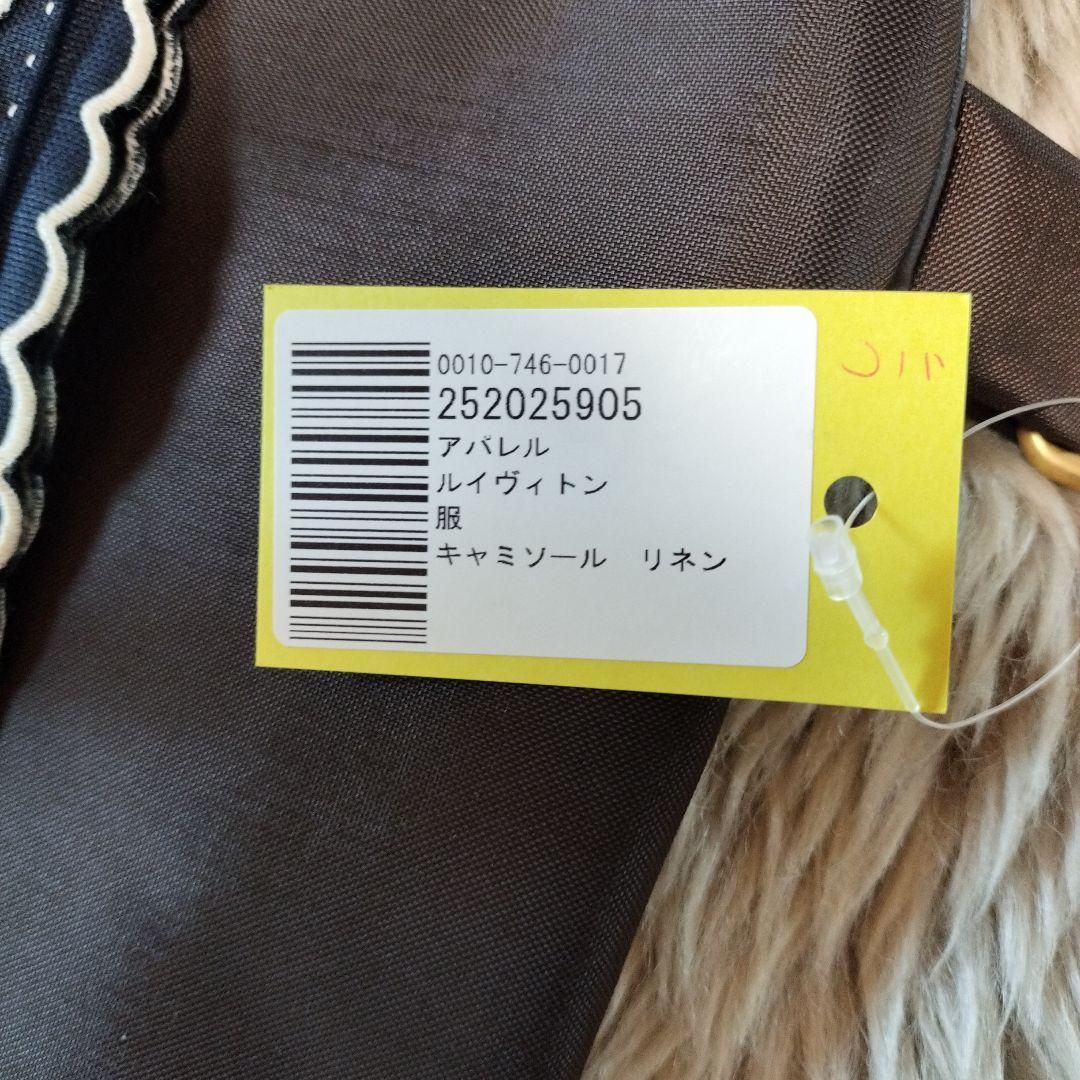 0010-746-0017
252025905
アパレル
ルイヴィトン
服
キャミソール リネン